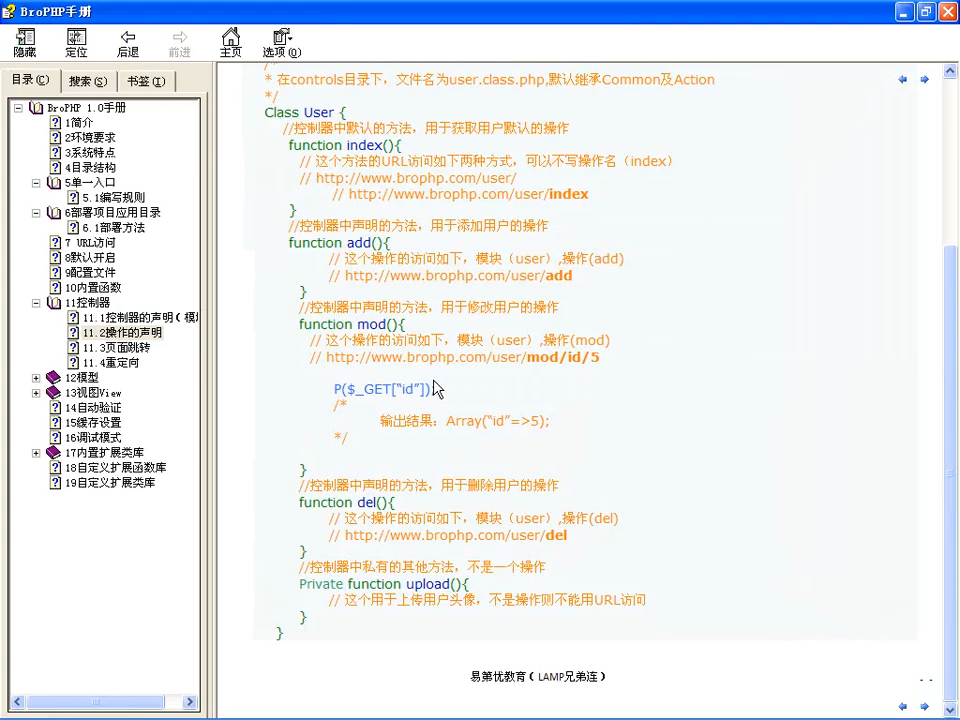 BroPHP手册
隐藏 定位 后退 前进 主页 选项(O)
目录(C) 搜索(S) 书签(I)
BroPHP 1.0手册
1简介
2环境要求
3系统特点
4目录结构
5单一入口
5.1编写规则
6部署项目应用目录
6.1部署方法
7 URL访问
8默认开启
9配置文件
10内置函数
11控制器
11.1控制器的声明(模
11.2操作的声明
11.3页面跳转
11.4重定向
12模型
13视图View
14自动验证
15缓存设置
16调试模式
17内置扩展类库
18自定义扩展函数库
19自定义扩展类库
/*
* 在controls目录下，文件名为user.class.php,默认继承Common及Action
*/
Class User {
//控制器中默认的方法，用于获取用户默认的操作
function index(){
// 这个方法的URL访问如下两种方式，可以不写操作名（index）
// http://www.brophp.com/user/
// http://www.brophp.com/user/index
}
//控制器中声明的方法，用于添加用户的操作
function add(){
// 这个操作的访问如下，模块（user）,操作(add)
// http://www.brophp.com/user/add
}
//控制器中声明的方法，用于修改用户的操作
function mod(){
// 这个操作的访问如下，模块（user）,操作(mod)
// http://www.brophp.com/user/mod/id/5
P($_GET["id"])
/*
输出结果：Array("id"=>5);
*/
}
//控制器中声明的方法，用于删除用户的操作
function del(){
// 这个操作的访问如下，模块（user）,操作(del)
// http://www.brophp.com/user/del
}
//控制器中私有的其他方法，不是一个操作
Private function upload(){
// 这个用于上传用户头像，不是操作则不能用URL访问
}
}
易第优教育（LAMP兄弟连）
- -